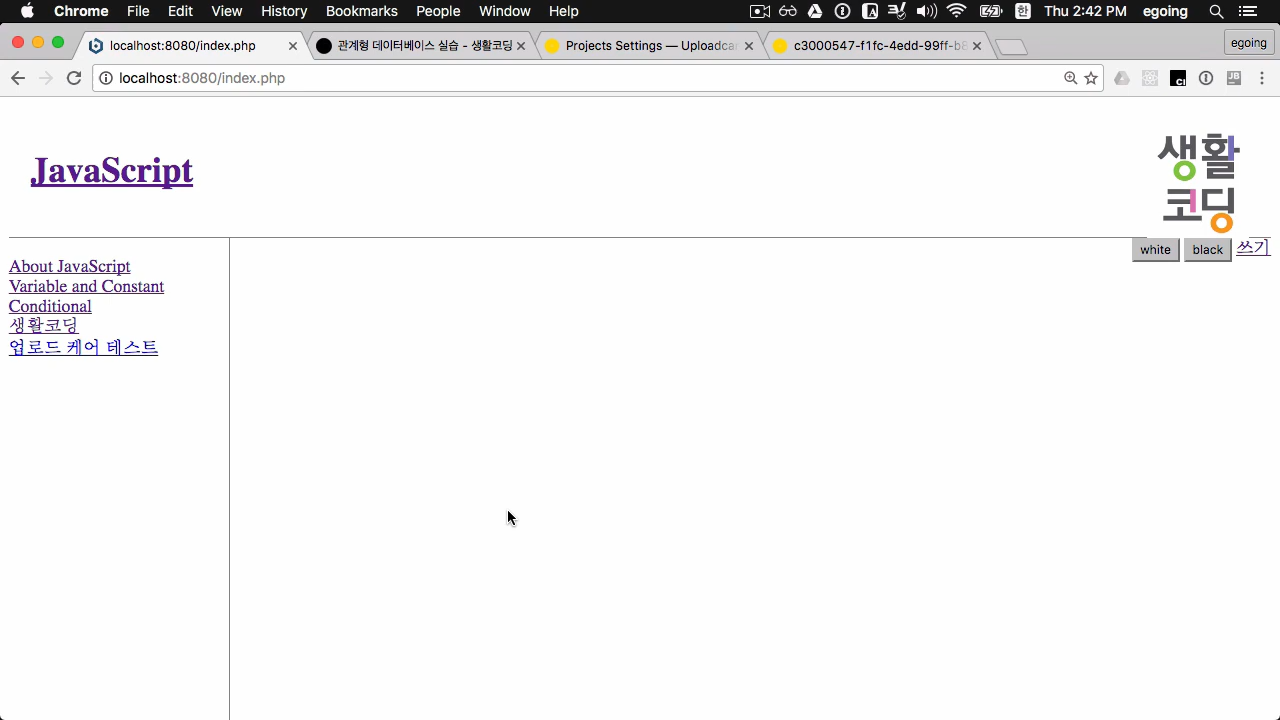 Chrome File Edit View History Bookmarks People Window Help Thu 2:42 PM egoing
localhost:8080/index.php 관계형 데이터베이스 실습 - 생활코딩 Projects Settings — Uploadcar c3000547-f1fc-4edd-99ff-b8 egoing
localhost:8080/index.php
JavaScript
생활
코딩
white black 쓰기
About JavaScript
Variable and Constant
Conditional
생활코딩
업로드 케어 테스트